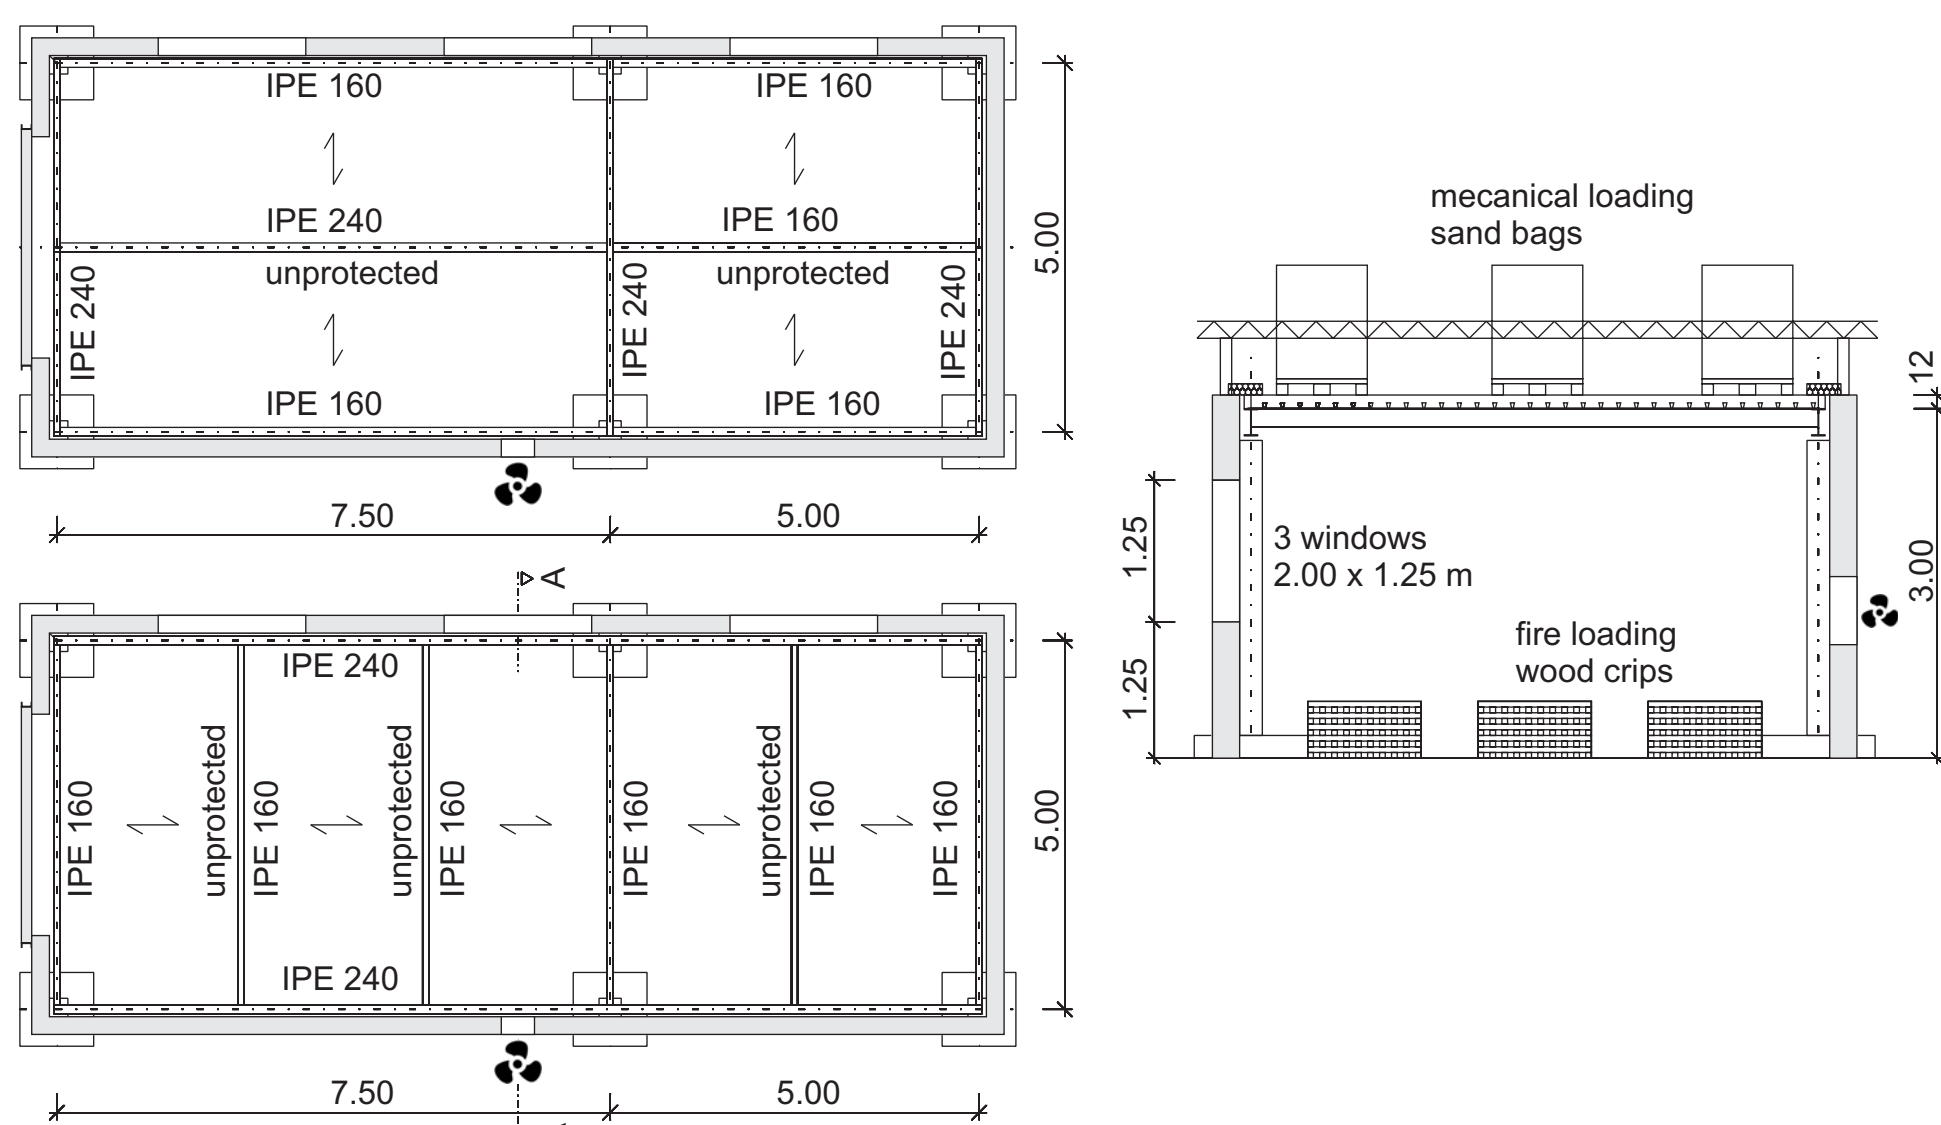 IPE 160
IPE 160
IPE 240
IPE 160
unprotected
unprotected
IPE 240
IPE 240
IPE 240
IPE 160
IPE 160
5.00
7.50
5.00
A
IPE 240
unprotected
unprotected
unprotected
IPE 160
IPE 160
IPE 160
IPE 160
IPE 160
IPE 160
IPE 240
5.00
7.50
5.00
mecanical loading
sand bags
12
1.25
3 windows
2.00 x 1.25 m
3.00
fire loading
wood crips
1.25